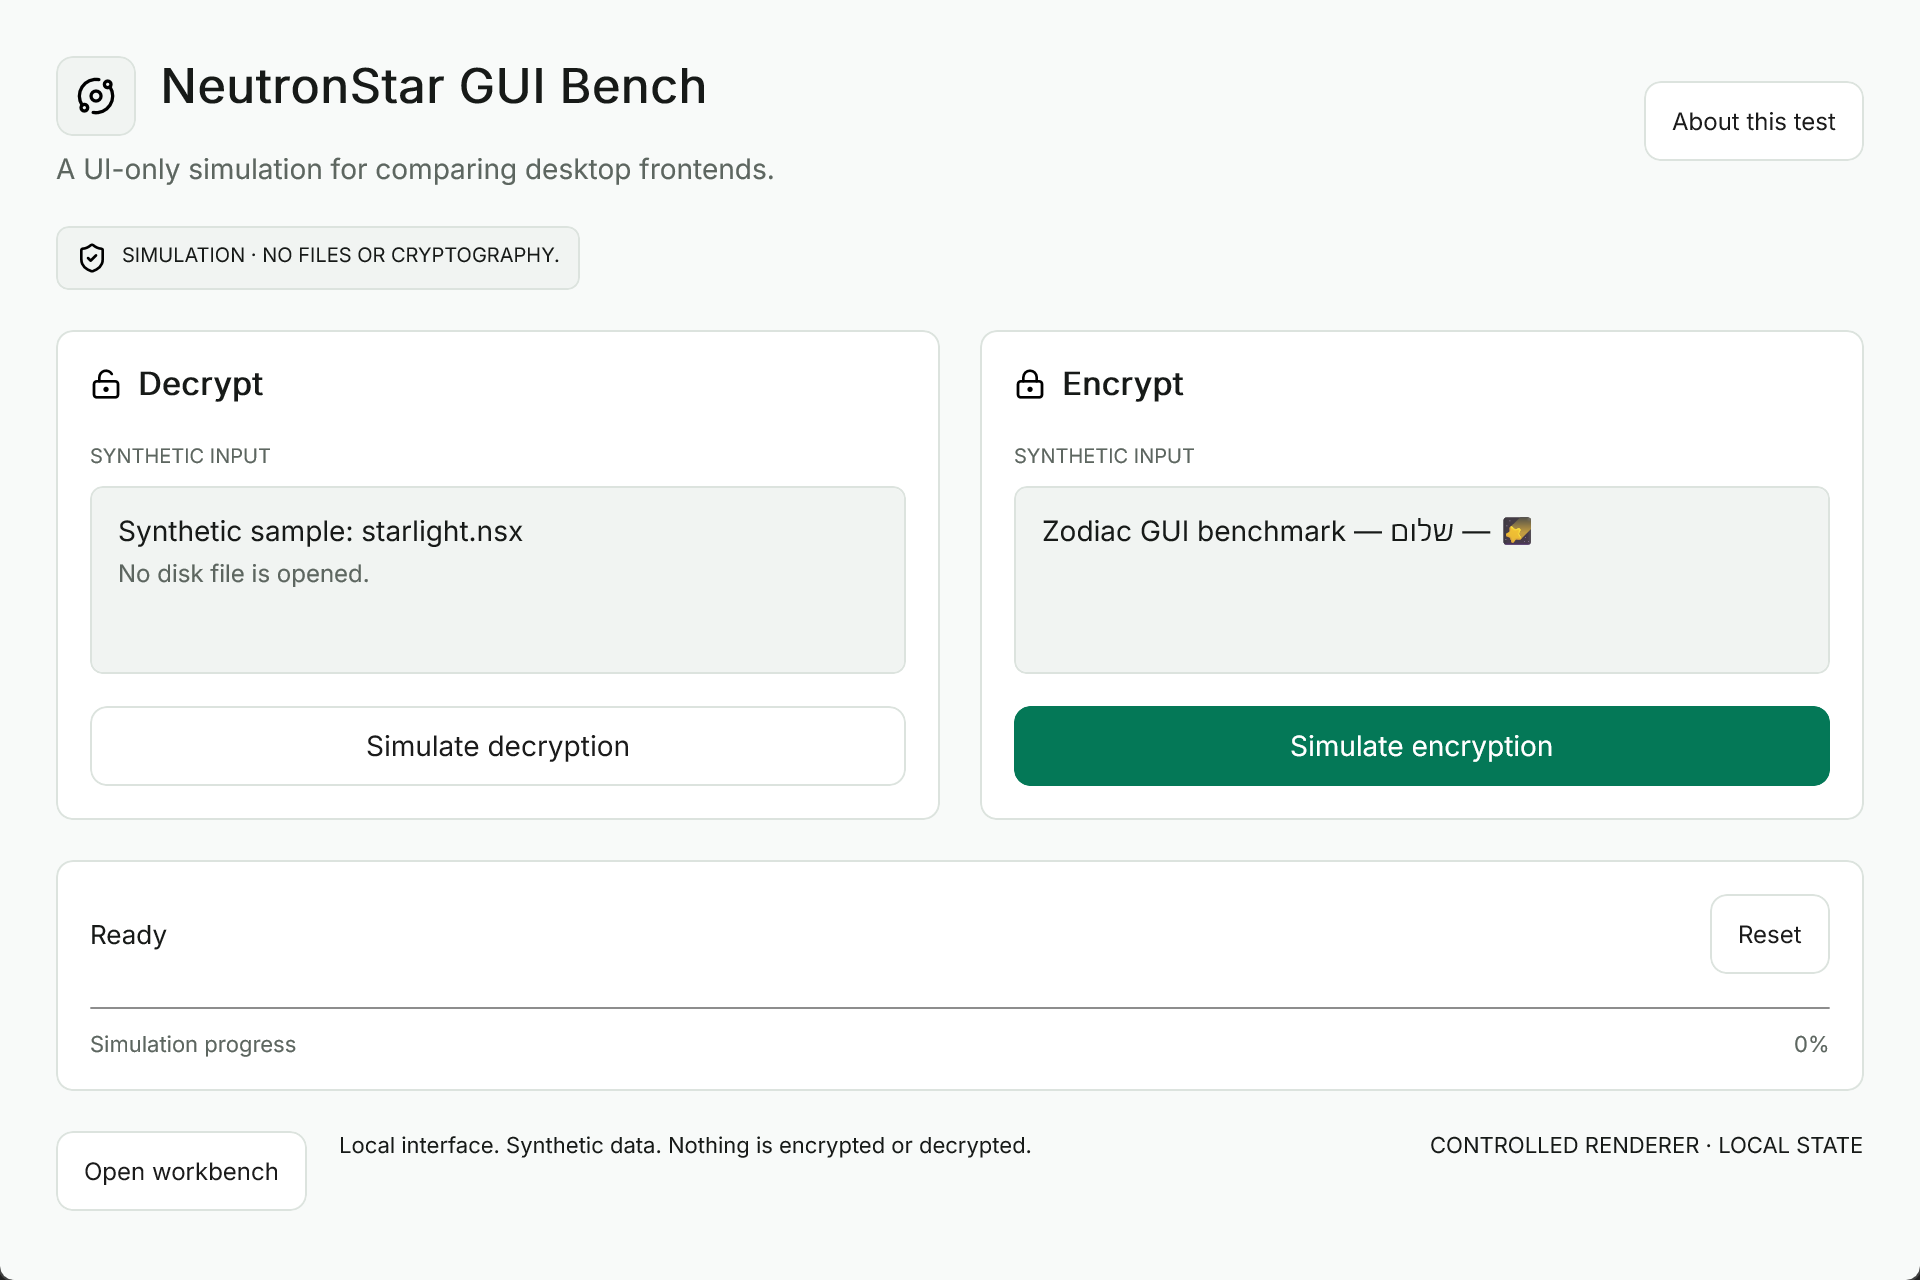 NeutronStar GUI Bench
About this test
A UI-only simulation for comparing desktop frontends.
SIMULATION · NO FILES OR CRYPTOGRAPHY.
Decrypt
SYNTHETIC INPUT
Synthetic sample: starlight.nsx
No disk file is opened.
Simulate decryption
Encrypt
SYNTHETIC INPUT
Zodiac GUI benchmark — שלום — 🌠
Simulate encryption
Ready
Reset
Simulation progress
0%
Open workbench
Local interface. Synthetic data. Nothing is encrypted or decrypted.
CONTROLLED RENDERER · LOCAL STATE